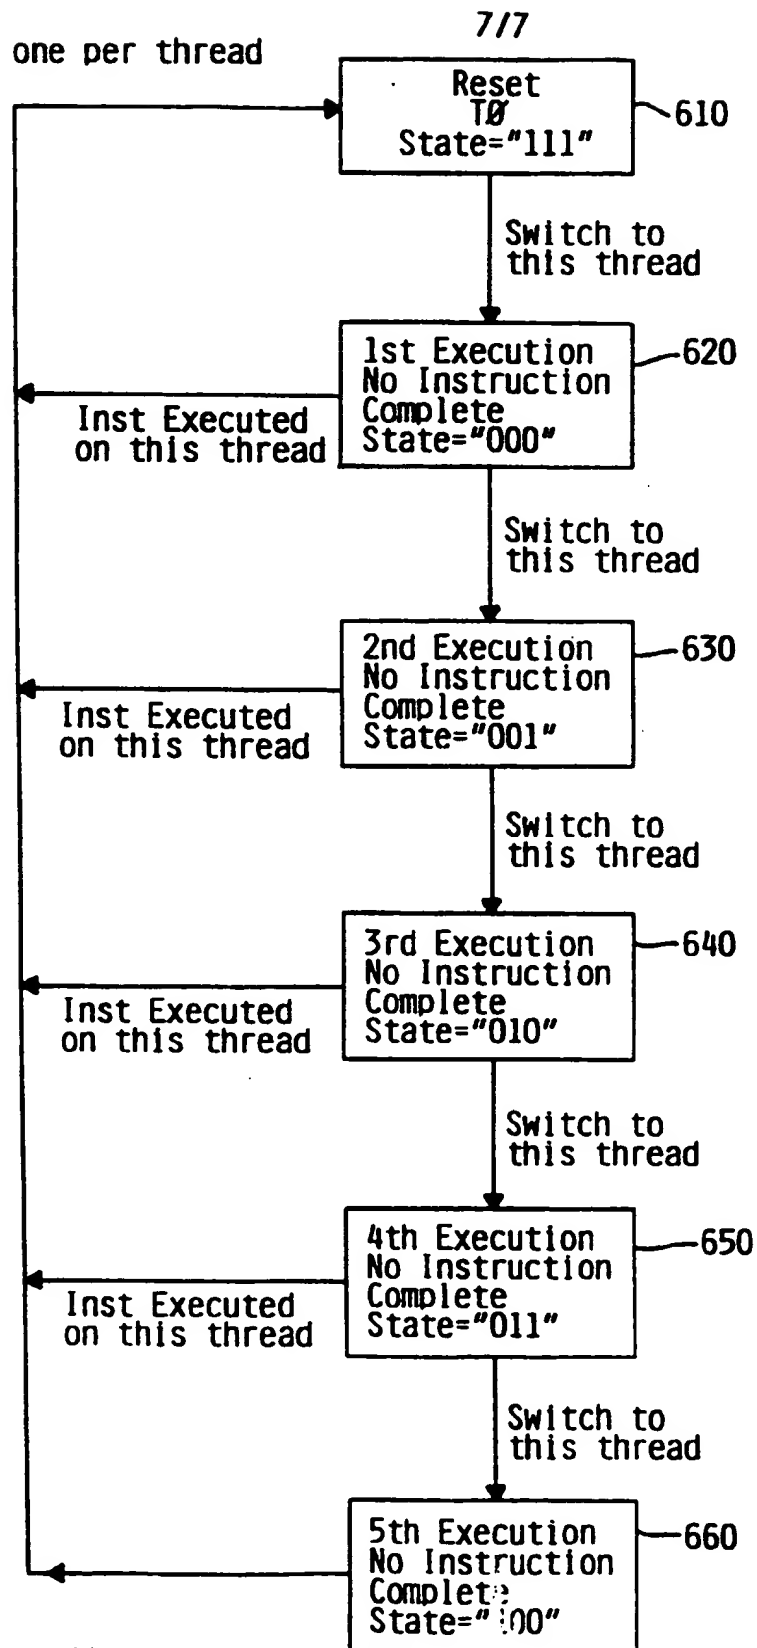 7/7
one per thread
Reset
TØ
State="111"
610
Switch to
this thread
1st Execution
No Instruction
Complete
State="000"
620
Inst Executed
on this thread
Switch to
this thread
2nd Execution
No Instruction
Complete
State="001"
630
Inst Executed
on this thread
Switch to
this thread
3rd Execution
No Instruction
Complete
State="010"
640
Inst Executed
on this thread
Switch to
this thread
4th Execution
No Instruction
Complete
State="011"
650
Inst Executed
on this thread
Switch to
this thread
5th Execution
No Instruction
Complete
State="100"
660